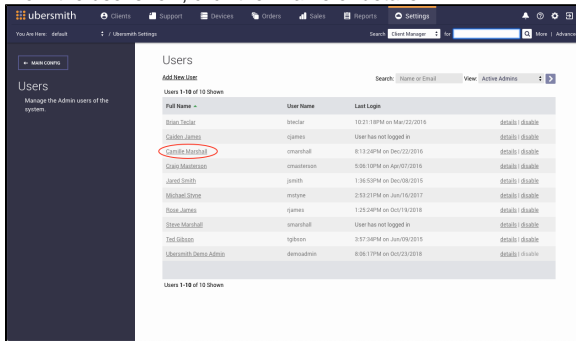 ubersmith Clients Support Devices Orders Sales Reports Settings
You Are Here: default / Ubersmith Settings Search Client Manager for More | Advance
← MAIN CONFIG
Users
Manage the Admin users of the
system.
Users
Add New User
Search: Name or Email View: Active Admins
Users 1-10 of 10 Shown
Full Name User Name Last Login
Brian Teclar bteclar 10:21:18PM on Mar/22/2016 details | disable
Caiden James cjames User has not logged in details | disable
Camille Marshall cmarshall 8:13:24PM on Dec/22/2016 details | disable
Craig Masterson cmasterson 5:06:10PM on Apr/07/2016 details | disable
Jared Smith jsmith 1:36:53PM on Dec/08/2015 details | disable
Michael Styne mstyne 2:53:21PM on Jun/16/2017 details | disable
Rose James rjames 1:25:24PM on Oct/19/2018 details | disable
Steve Marshall smarshall User has not logged in details | disable
Ted Gibson tgibson 3:57:34PM on Jun/09/2015 details | disable
Ubersmith Demo Admin demoadmin 8:06:17PM on Oct/23/2018 details | disable
Users 1-10 of 10 Shown